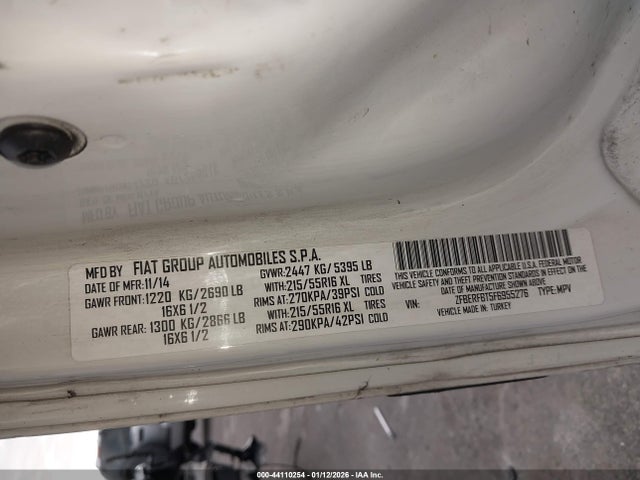 MFD BY FIAT GROUP AUTOMOBILES S.P.A.
DATE OF MFR:11/14 GVWR:2447 KG/5395 LB
GAWR FRONT:1220 KG/2690 LB WITH:215/55R16 XL TIRES
16X6 1/2 RIMS AT:270KPA/39PSI COLD
GAWR REAR:1300 KG/2866 LB WITH:215/55R16 XL TIRES
16X6 1/2 RIMS AT:290KPA/42PSI COLD
THIS VEHICLE CONFORMS TO ALL APPLICABLE U.S.A. FEDERAL MOTOR
VEHICLE SAFETY, BUMPER, AND THEFT PREVENTION STANDARDS IN EFFECT ON THE
DATE OF MANUFACTURE SHOWN ABOVE.
VIN: ZFBERFBT5F6955276 TYPE:MPV
VEHICLE MADE IN: TURKEY
000-44110254 - 01/12/2026 - IAA Inc.